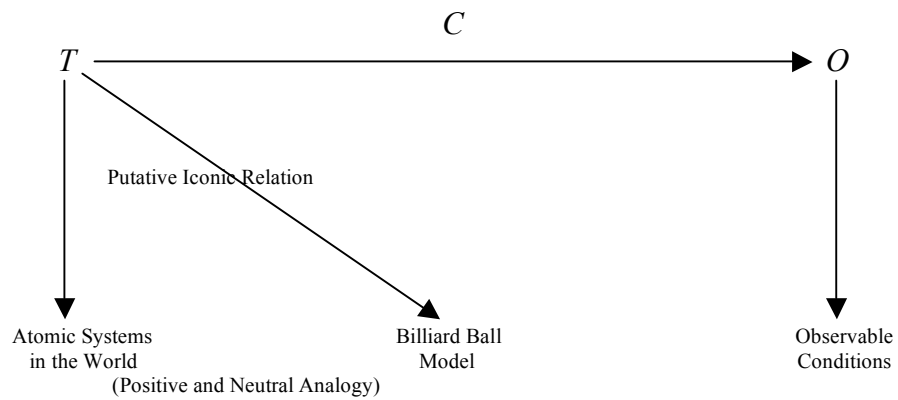 C
T
O
Putative Iconic Relation
Atomic Systems
in the World
Billiard Ball
Model
Observable
Conditions
(Positive and Neutral Analogy)